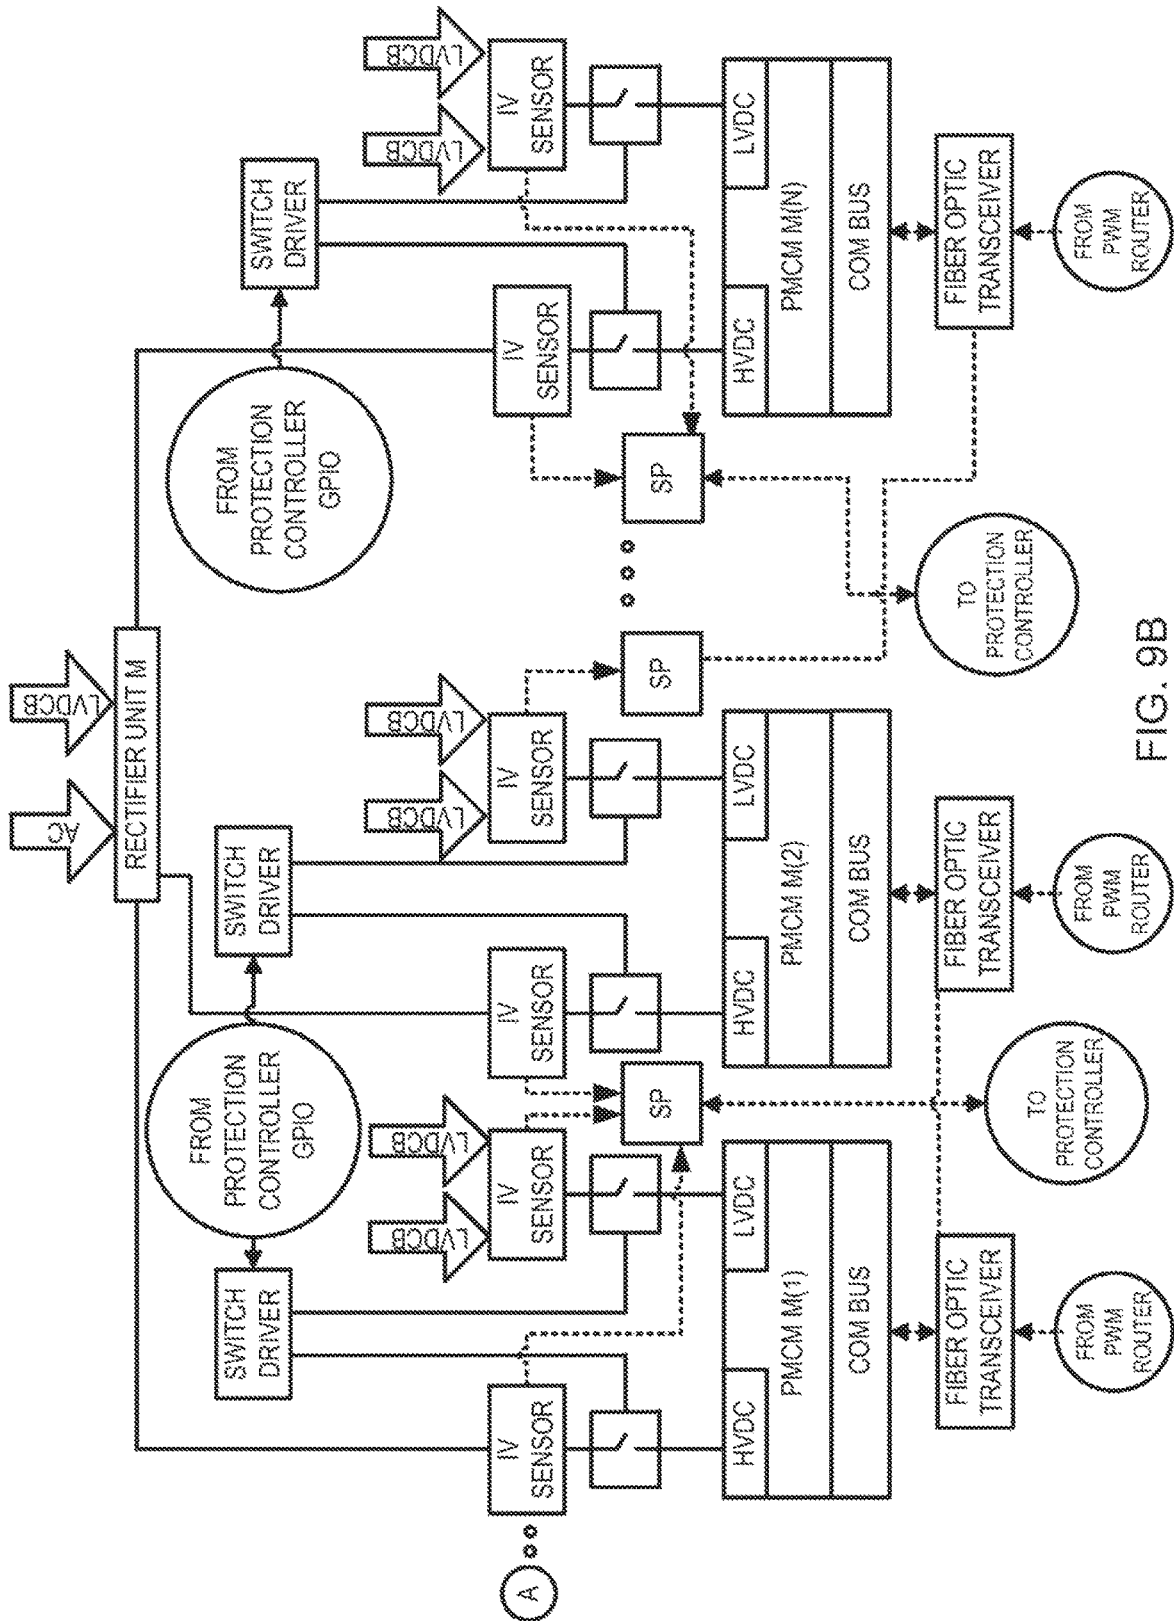 AC
LVDCB
RECTIFIER UNIT M
FROM
PROTECTION
CONTROLLER
GPIO
FROM
PROTECTION
CONTROLLER
GPIO
SWITCH
DRIVER
SWITCH
DRIVER
SWITCH
DRIVER
LVDCB
LVDCB
LVDCB
LVDCB
LVDCB
LVDCB
A
IV
SENSOR
IV
SENSOR
IV
SENSOR
IV
SENSOR
IV
SENSOR
IV
SENSOR
SP
SP
SP
HVDC
LVDC
PMCM M(1)
COM BUS
HVDC
LVDC
PMCM M(2)
COM BUS
HVDC
LVDC
PMCM M(N)
COM BUS
FIBER OPTIC
TRANSCEIVER
FIBER OPTIC
TRANSCEIVER
FIBER OPTIC
TRANSCEIVER
TO
PROTECTION
CONTROLLER
TO
PROTECTION
CONTROLLER
FROM
PWM
ROUTER
FROM
PWM
ROUTER
FROM
PWM
ROUTER
FIG. 9B